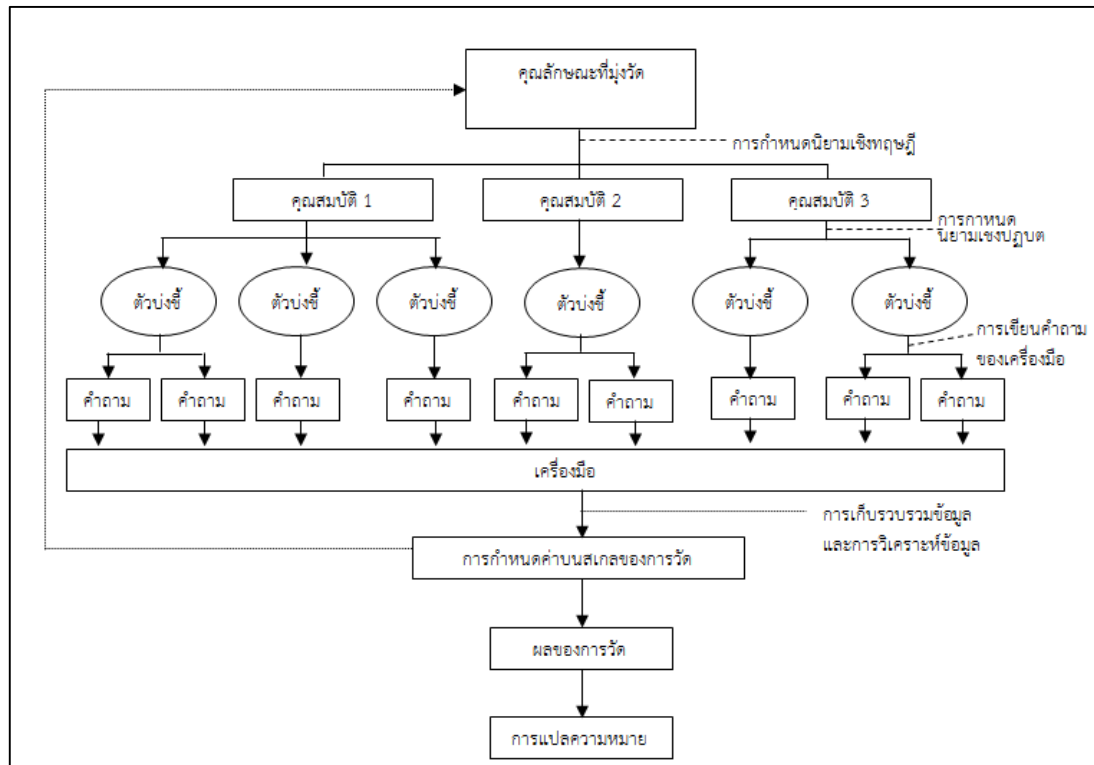 คุณลักษณะที่มุ่งวัด
การกำหนดนิยามเชิงทฤษฎี
คุณสมบัติ 1
คุณสมบัติ 2
คุณสมบัติ 3
การกาหนด
นยามเชงปฏบต
ตัวบ่งชี้
ตัวบ่งชี้
ตัวบ่งชี้
ตัวบ่งชี้
ตัวบ่งชี้
ตัวบ่งชี้
การเขียนคำถาม
ของเครื่องมือ
คำถาม
คำถาม
คำถาม
คำถาม
คำถาม
คำถาม
คำถาม
คำถาม
คำถาม
เครื่องมือ
การเก็บรวบรวมข้อมูล
และการวิเคราะห์ข้อมูล
การกำหนดค่าบนสเกลของการวัด
ผลของการวัด
การแปลความหมาย